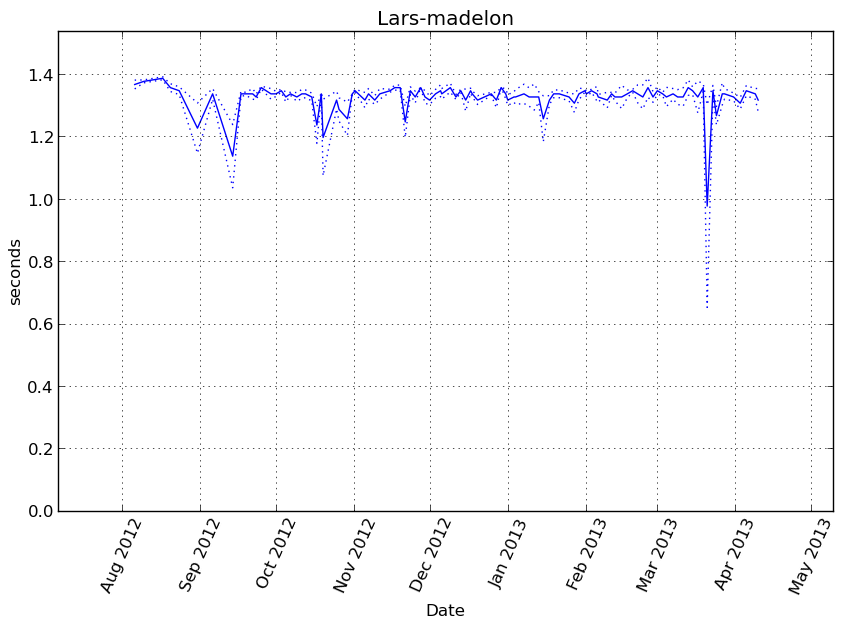 Lars-madelon
1.4
1.2
1.0
0.8
0.6
0.4
0.2
0.0
seconds
Aug 2012
Sep 2012
Oct 2012
Nov 2012
Dec 2012
Jan 2013
Feb 2013
Mar 2013
Apr 2013
May 2013
Date